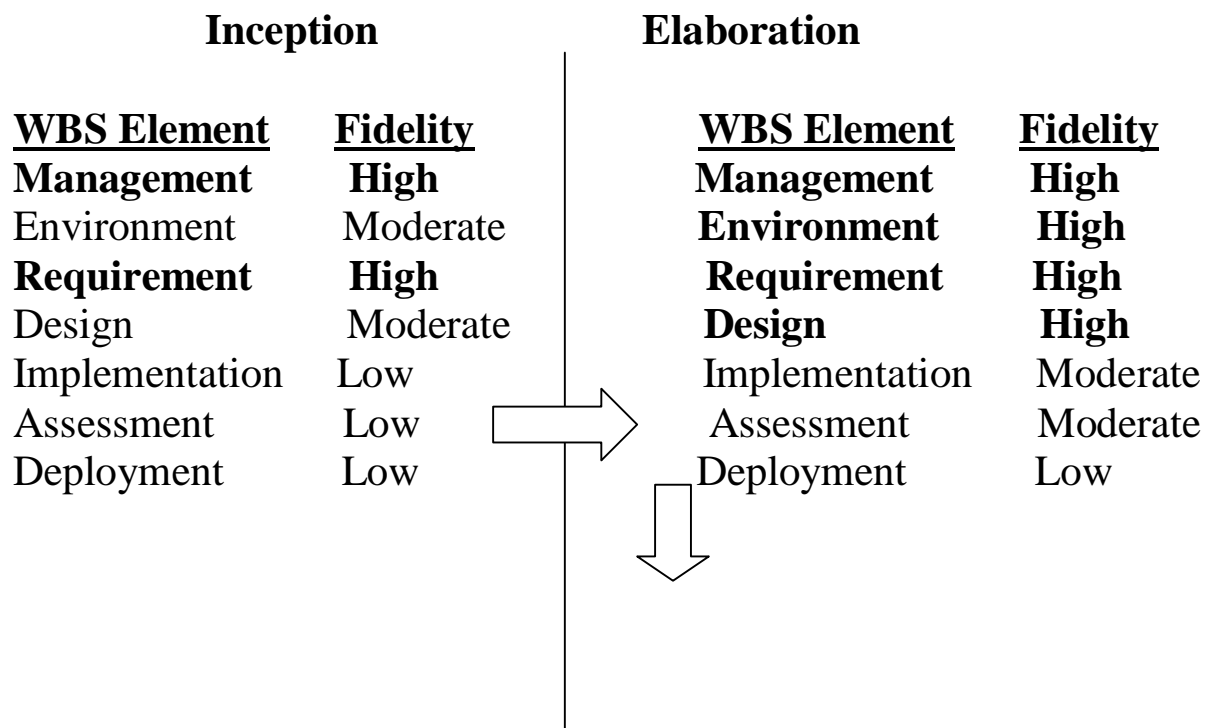 Inception Elaboration
WBS Element Fidelity WBS Element Fidelity
Management High Management High
Environment Moderate Environment High
Requirement High Requirement High
Design Moderate Design High
Implementation Low Implementation Moderate
Assessment Low Assessment Moderate
Deployment Low Deployment Low